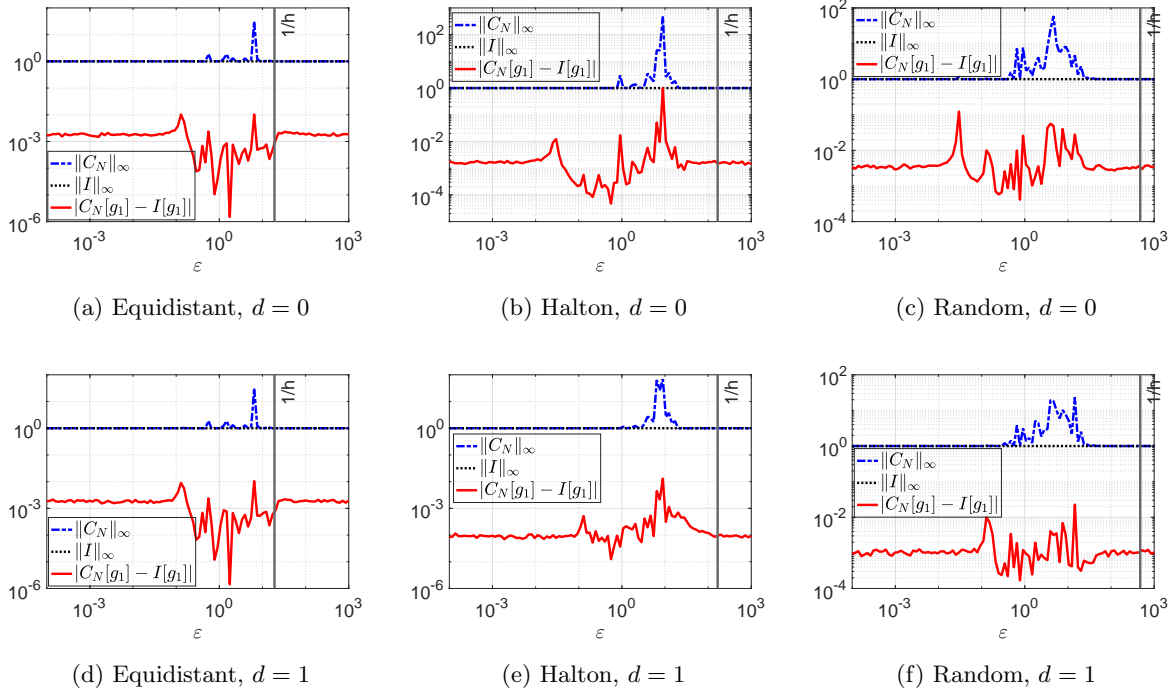 10^0
10^-3
10^-6
||C_N||_∞
||I||_∞
|C_N[g_1] − I[g_1]|
1/h
10^-3 10^0 10^3
ε
(a) Equidistant, d = 0
10^2
10^0
10^-2
10^-4
||C_N||_∞
||I||_∞
|C_N[g_1] − I[g_1]|
1/h
10^-3 10^0 10^3
ε
(b) Halton, d = 0
10^2
10^0
10^-2
10^-4
||C_N||_∞
||I||_∞
|C_N[g_1] − I[g_1]|
1/h
10^-3 10^0 10^3
ε
(c) Random, d = 0
10^0
10^-3
10^-6
||C_N||_∞
||I||_∞
|C_N[g_1] − I[g_1]|
1/h
10^-3 10^0 10^3
ε
(d) Equidistant, d = 1
10^0
10^-2
10^-4
10^-6
||C_N||_∞
||I||_∞
|C_N[g_1] − I[g_1]|
1/h
10^-3 10^0 10^3
ε
(e) Halton, d = 1
10^2
10^0
10^-2
10^-4
||C_N||_∞
||I||_∞
|C_N[g_1] − I[g_1]|
1/h
10^-3 10^0 10^3
ε
(f) Random, d = 1